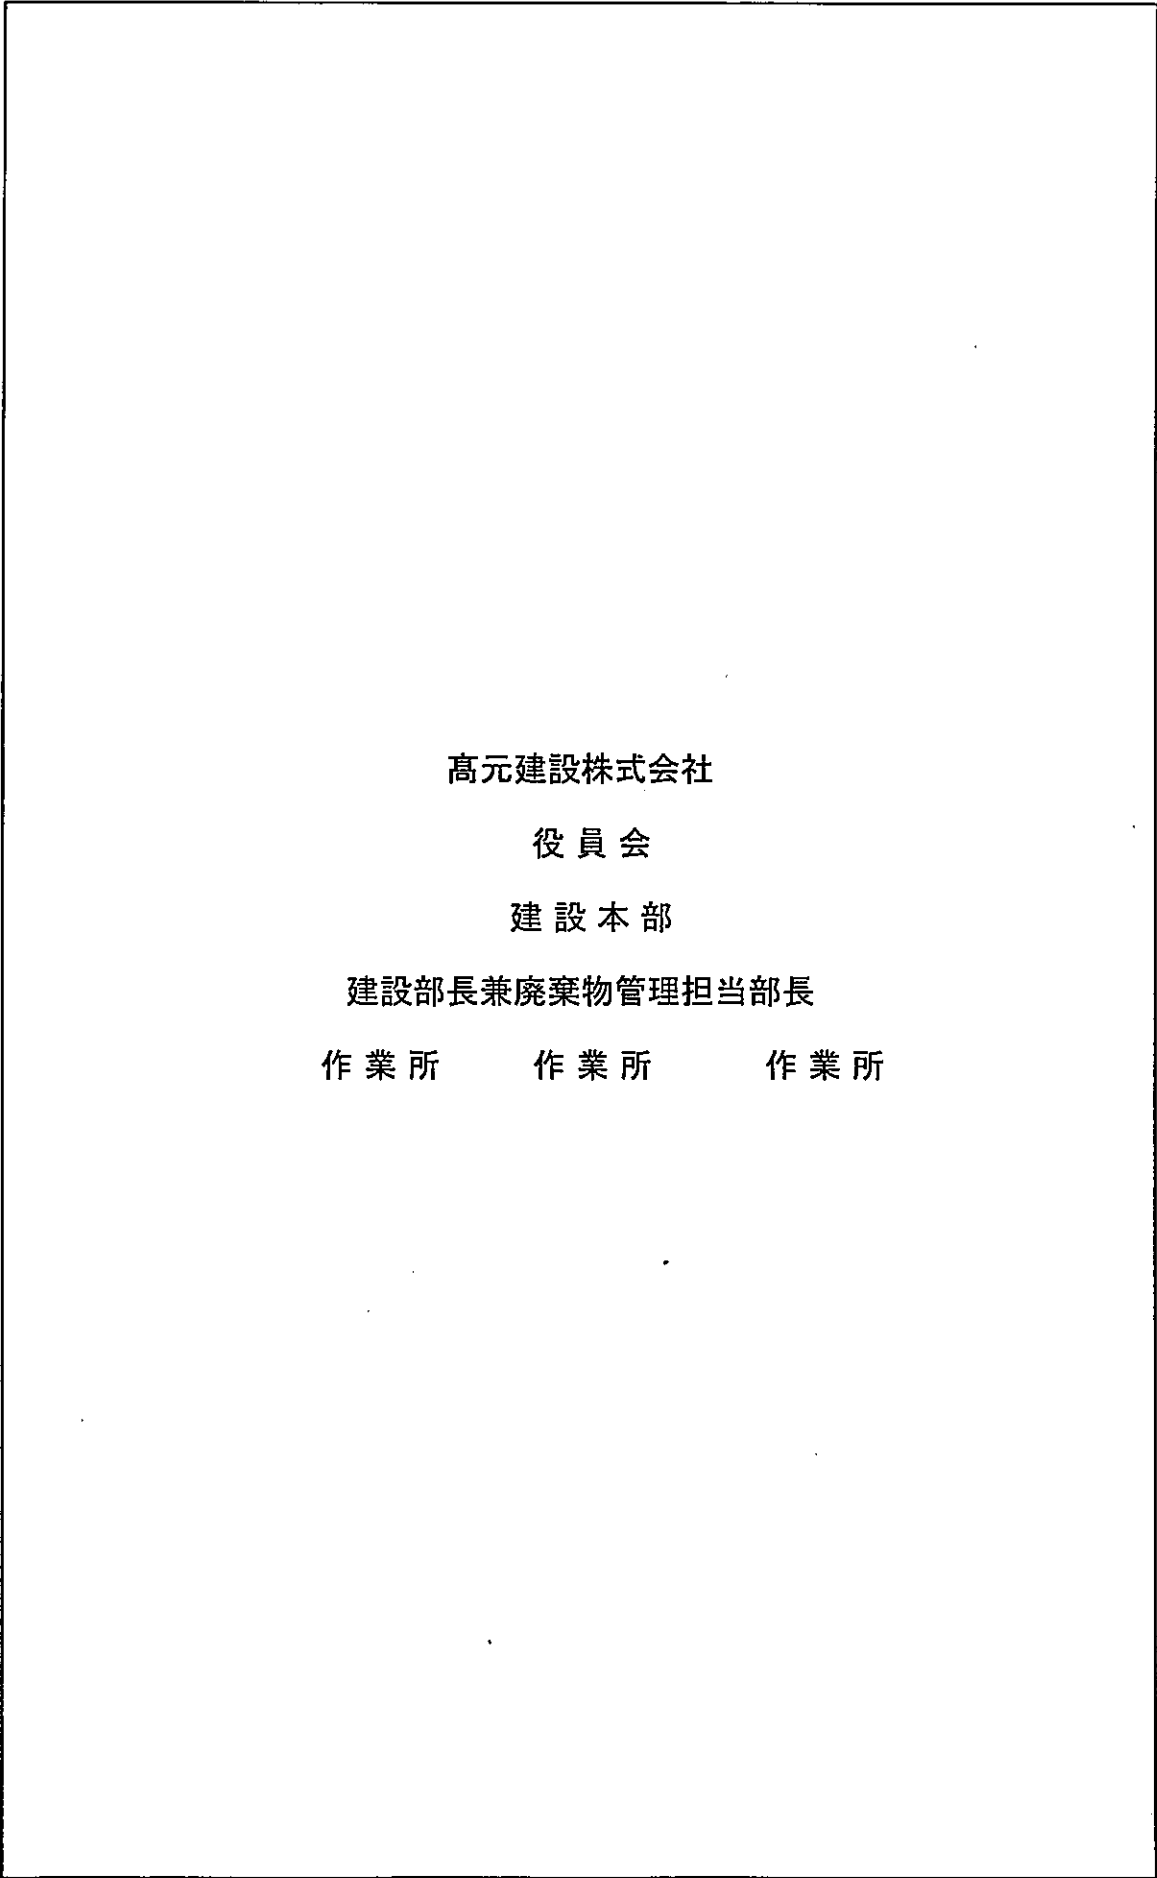 髙元建設株式会社
役員会
建設本部
建設部長兼廃棄物管理担当部長
作業所　作業所　作業所